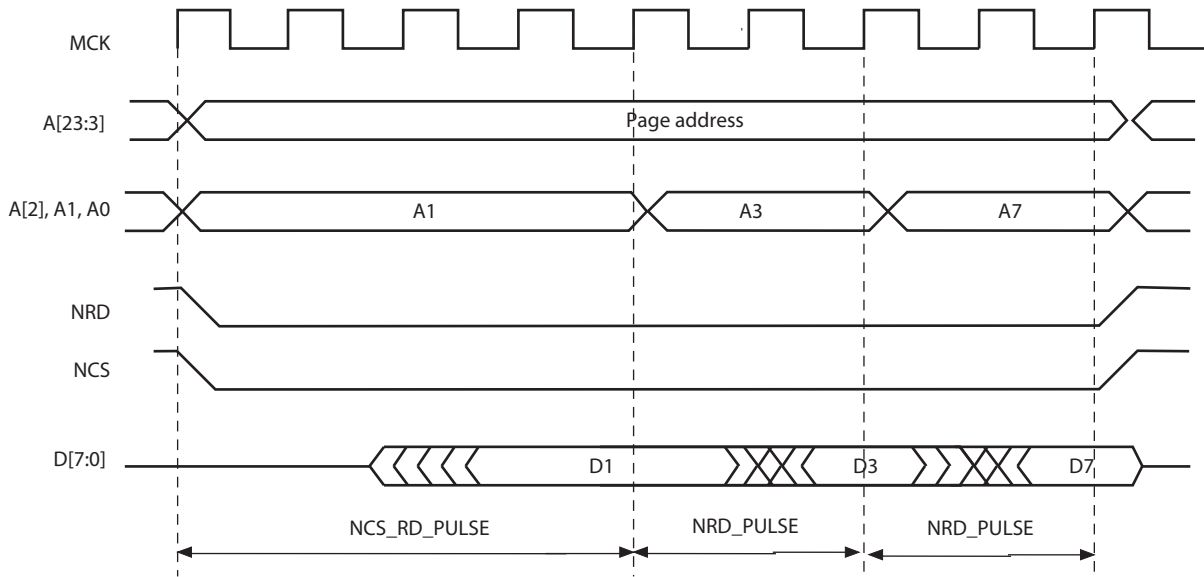 MCK
A[23:3]
Page address
A[2], A1, A0
A1
A3
A7
NRD
NCS
D[7:0]
D1
D3
D7
NCS_RD_PULSE
NRD_PULSE
NRD_PULSE